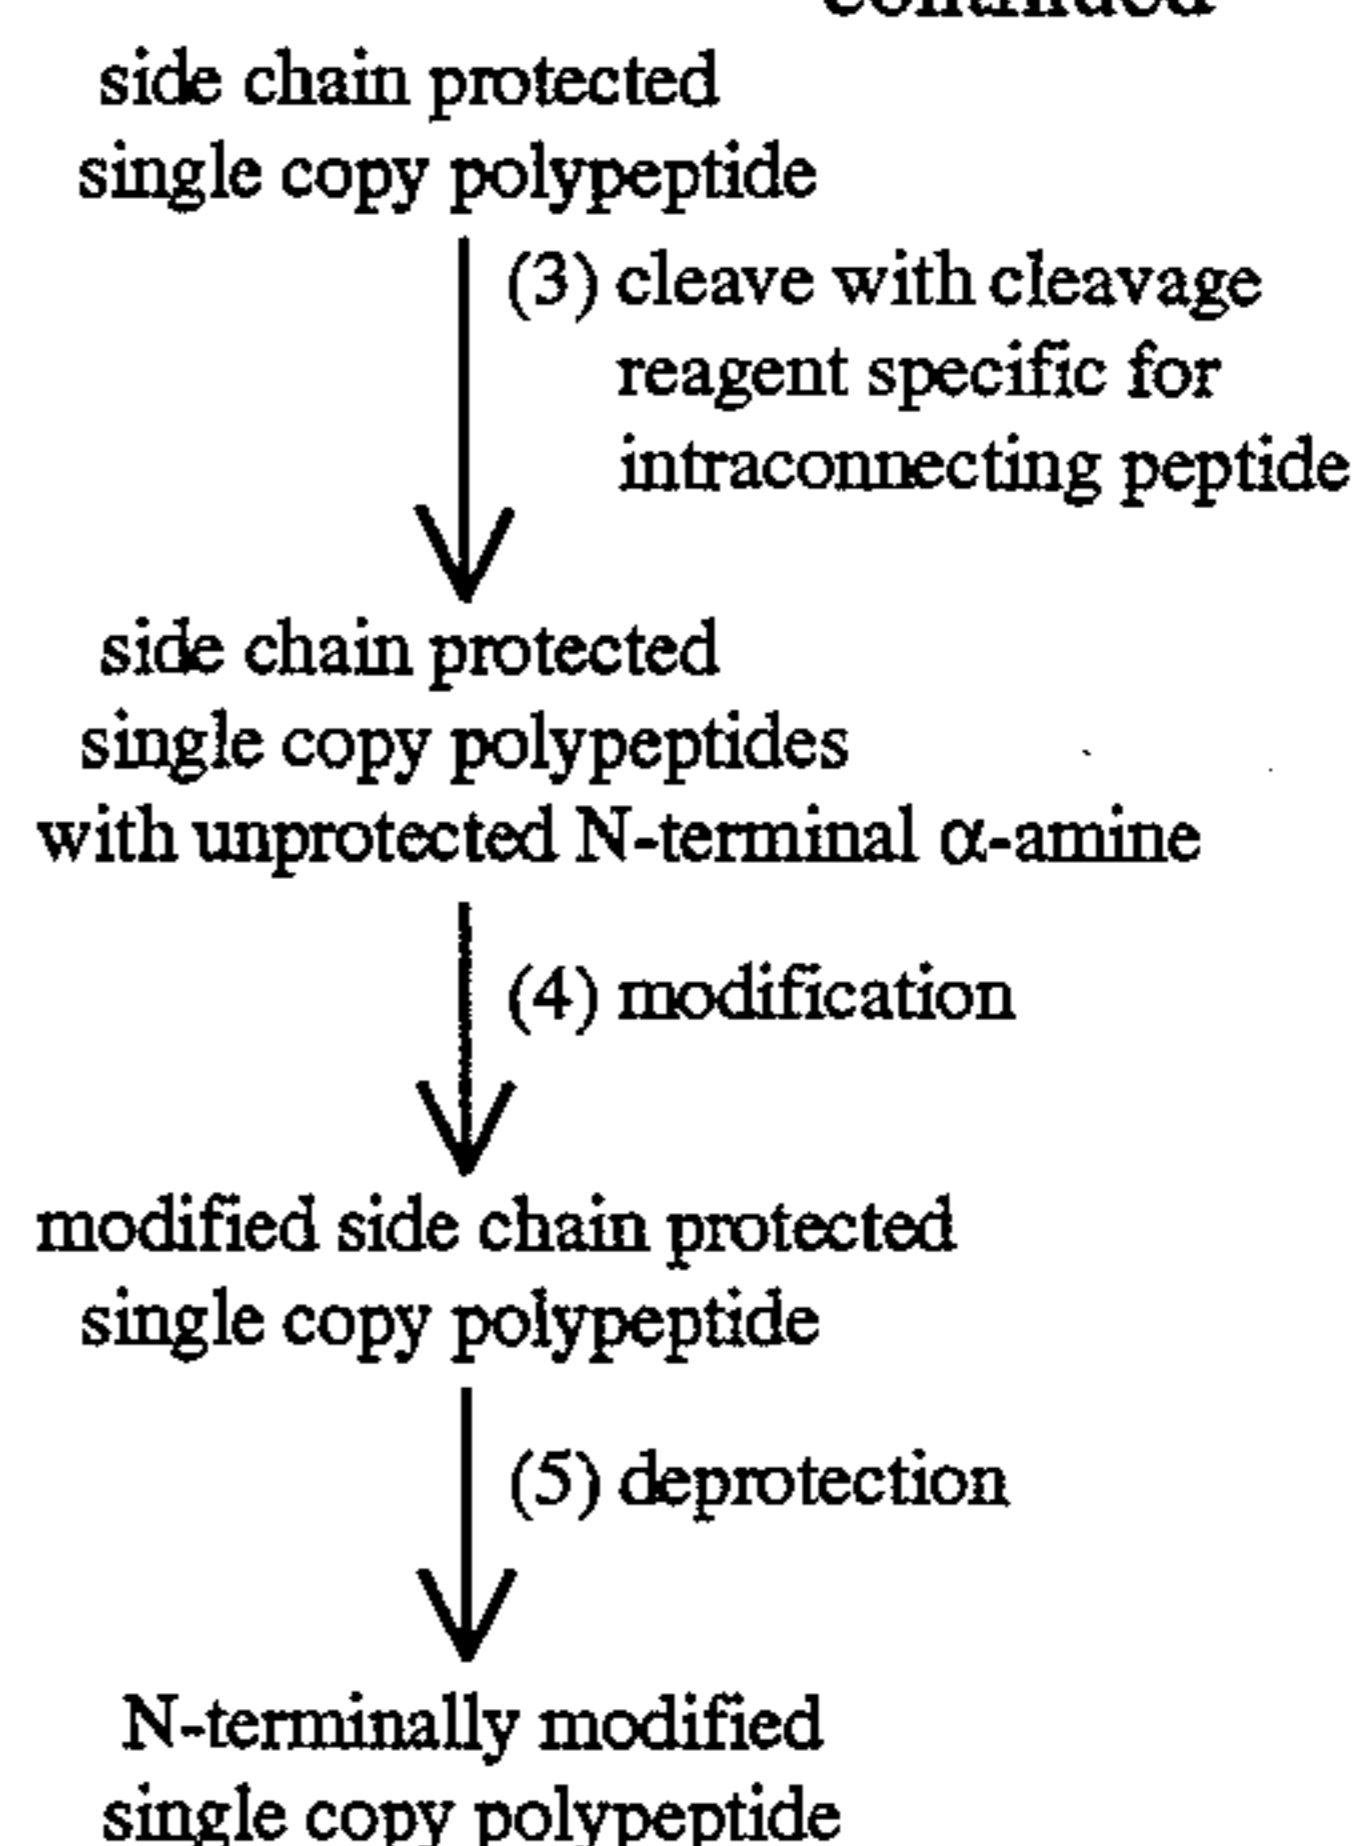 continued
side chain protected
single copy polypeptide
(3) cleave with cleavage
reagent specific for
intraconnecting peptide
side chain protected
single copy polypeptides
with unprotected N-terminal α-amine
(4) modification
modified side chain protected
single copy polypeptide
(5) deprotection
N-terminally modified
single copy polypeptide